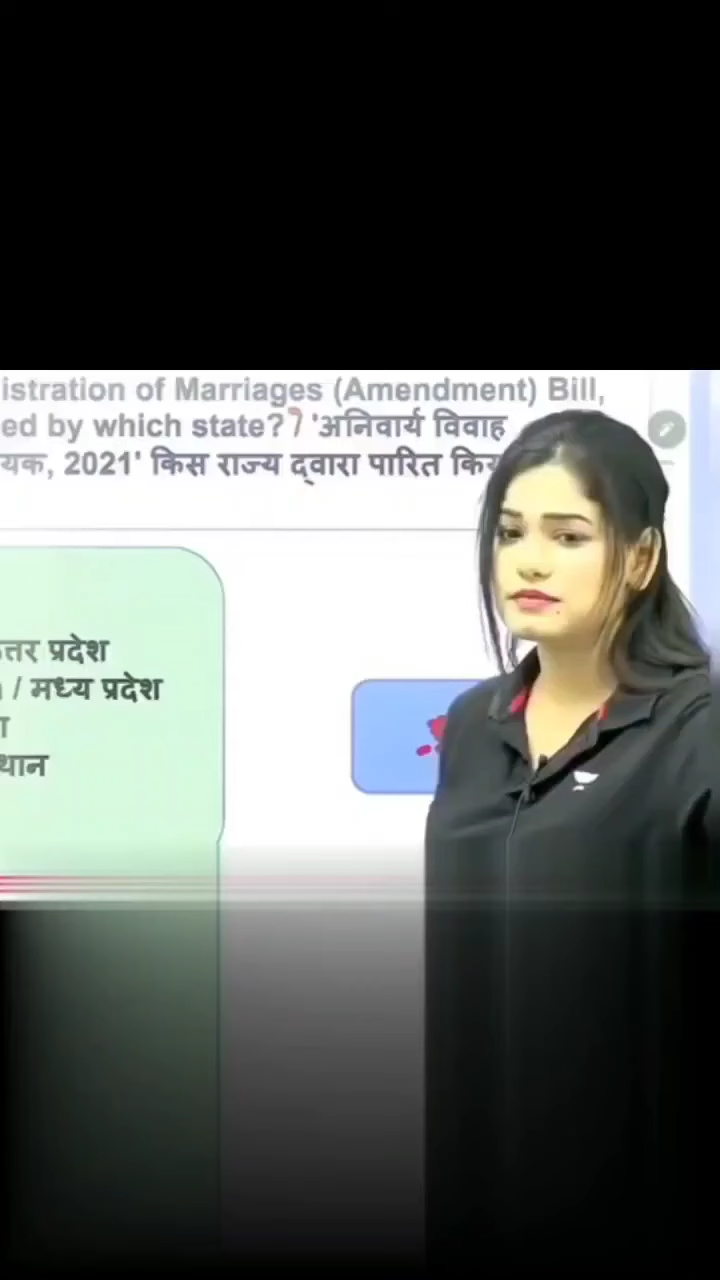 istration of Marriages (Amendment) Bill,
ed by which state? 'अनिवार्य विवाह
यक, 2021' किस राज्य द्वारा पारित
त्तर प्रदेश
/ मध्य प्रदेश
थान